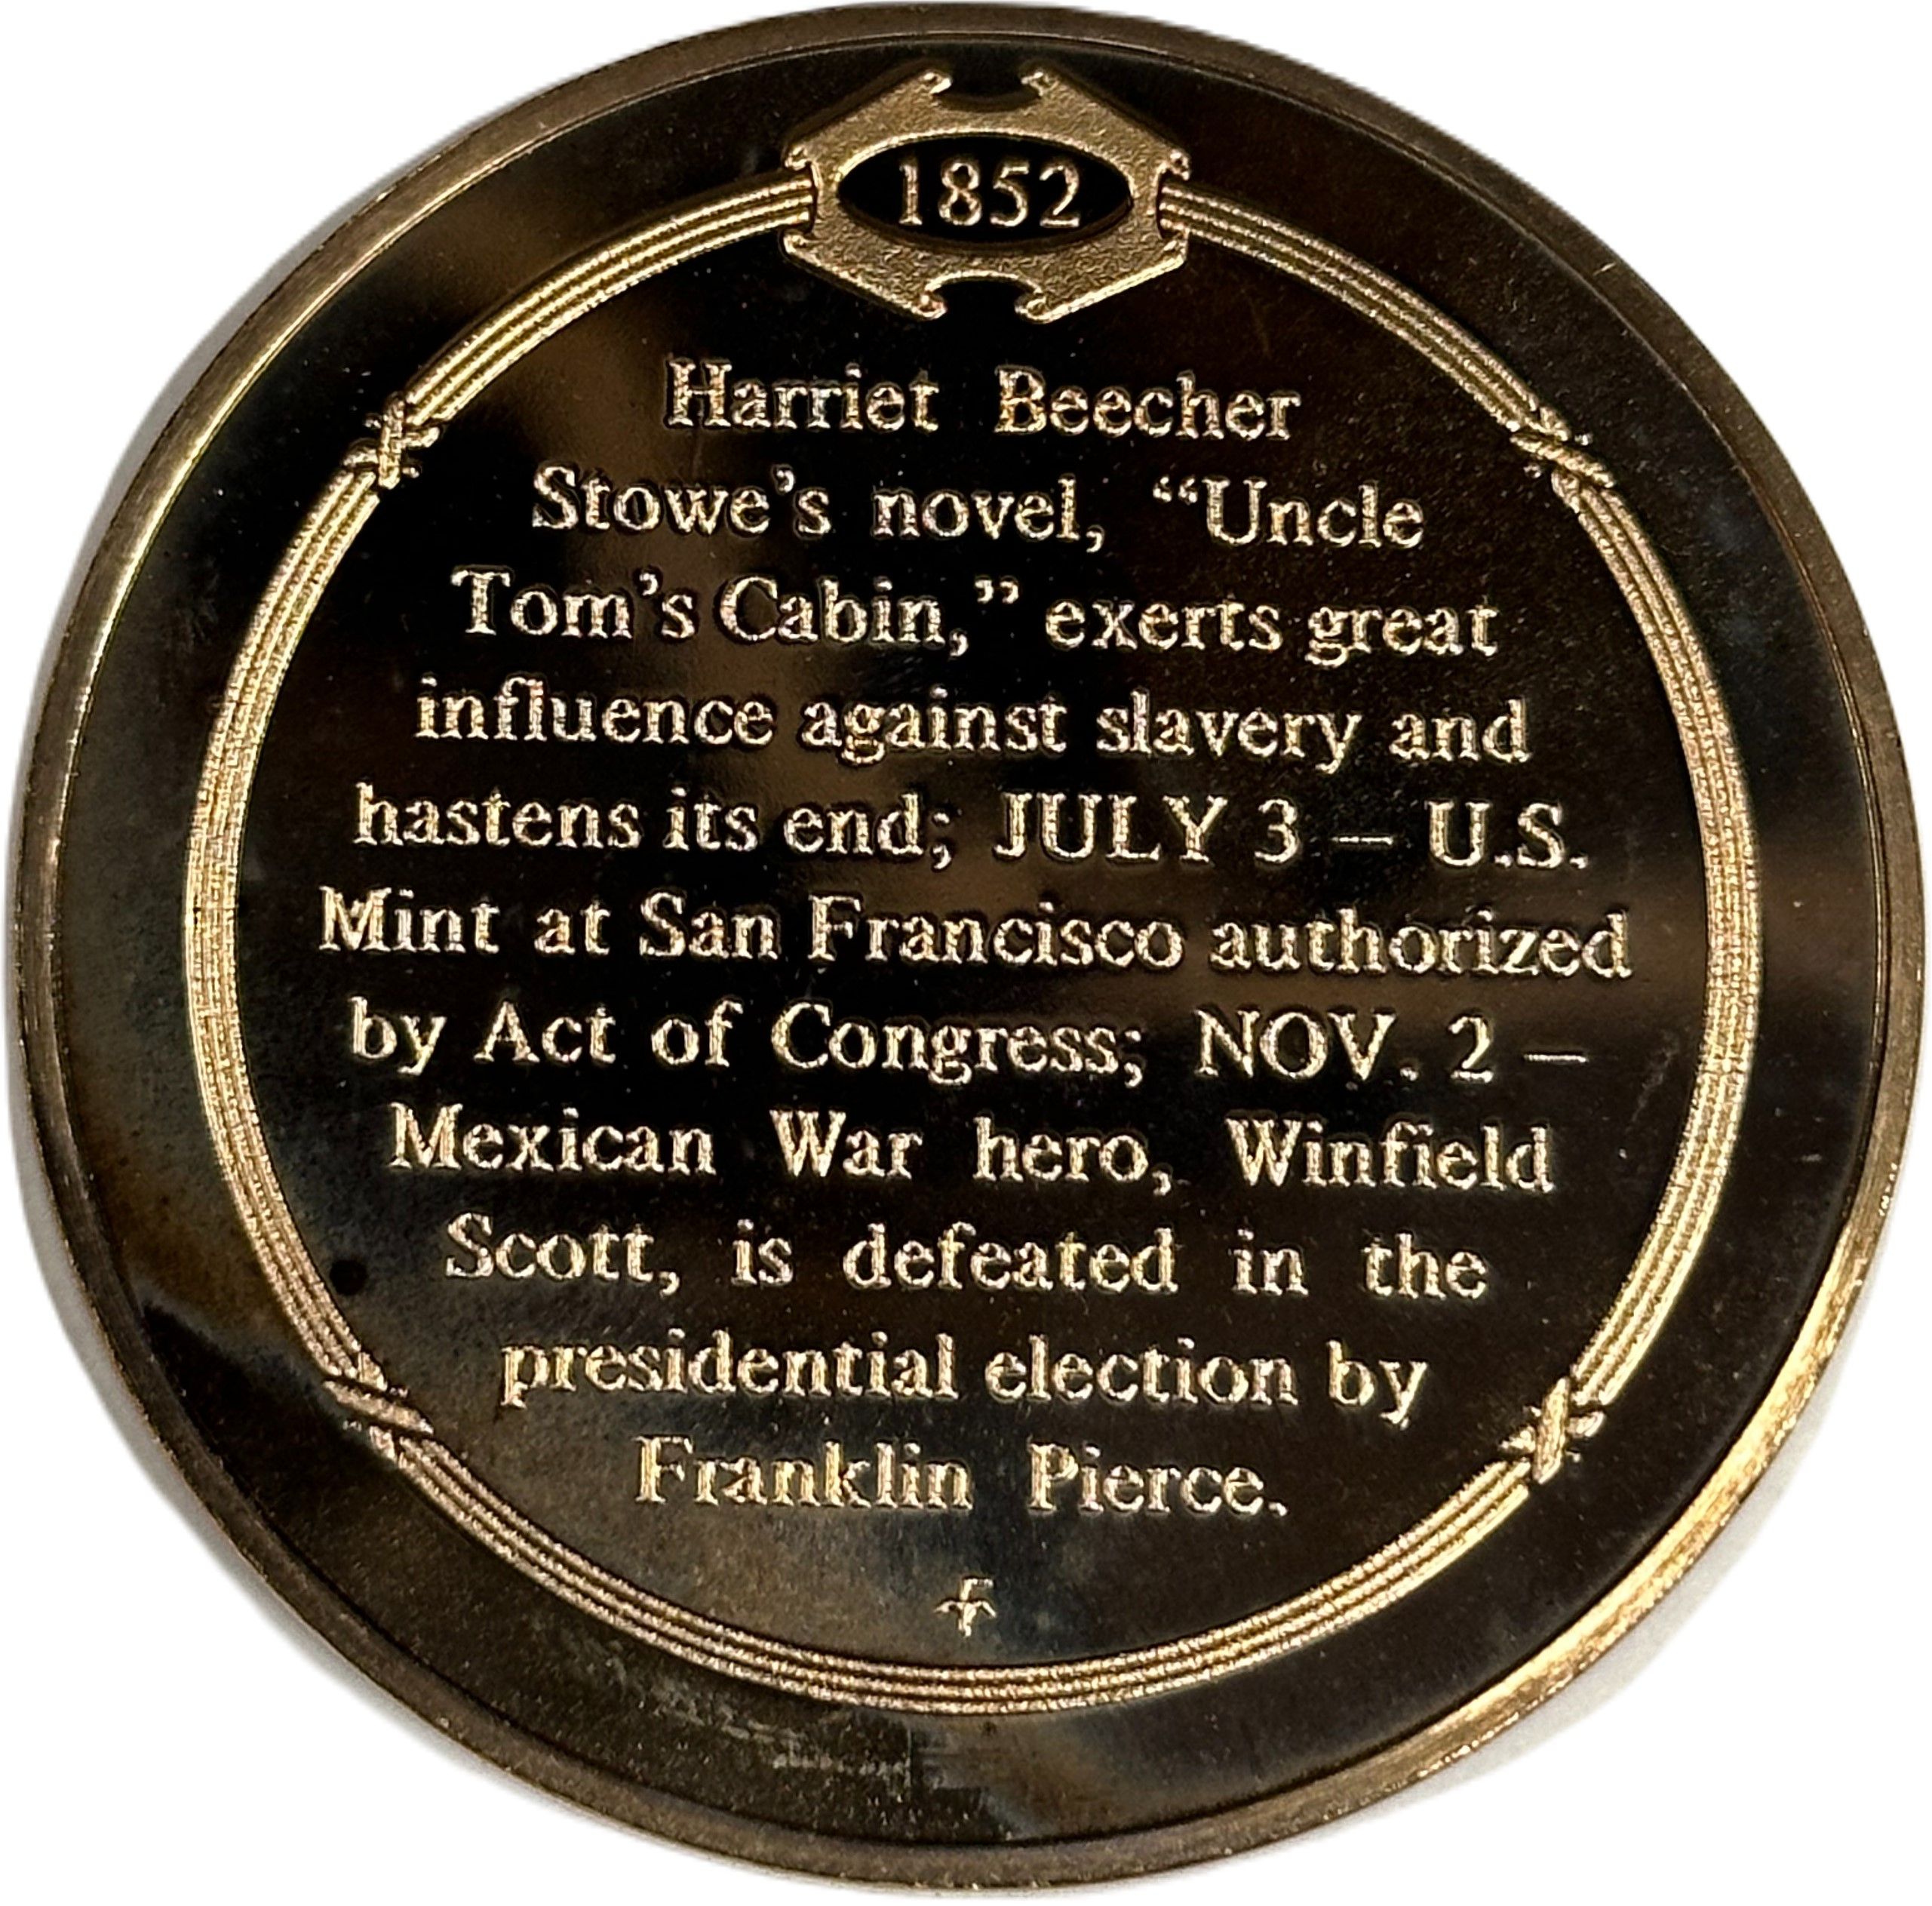 1852
Harriet Beecher
Stowe's novel, “Uncle
Tom's Cabin,” exerts great
influence against slavery and
hastens its end; JULY 3 – U.S.
Mint at San Francisco authorized
by Act of Congress; NOV. 2 –
Mexican War hero, Winfield
Scott, is defeated in the
presidential election by
Franklin Pierce.